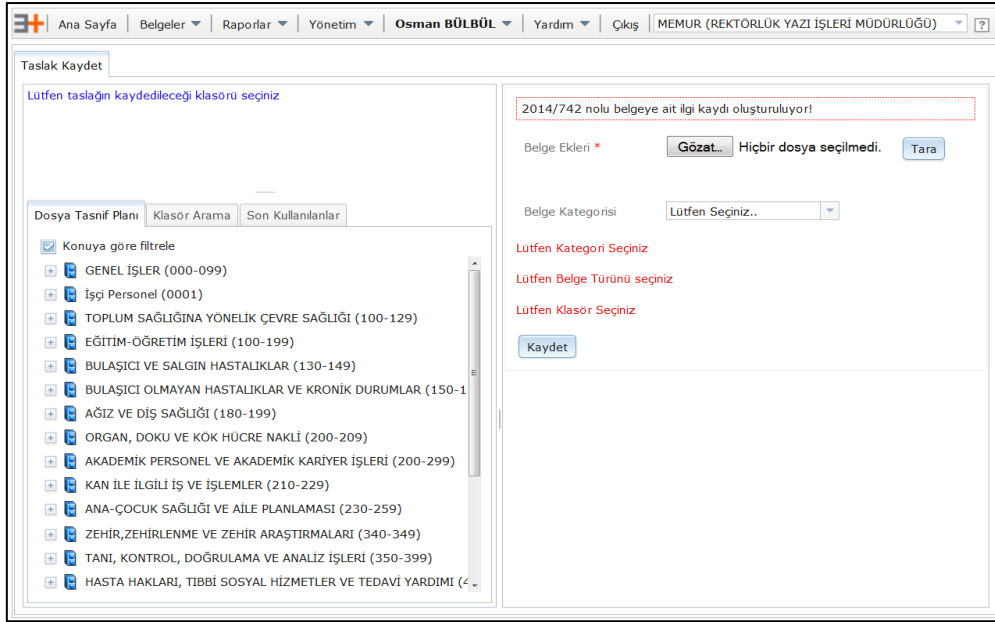 Ana Sayfa Belgeler Raporlar Yönetim Osman BÜLBÜL Yardım Çıkış MEMUR (REKTÖRLÜK YAZI İŞLERİ MÜDÜRLÜĞÜ) ?
Taslak Kaydet
Lütfen taslağın kaydedileceği klasörü seçiniz
Dosya Tasnif Planı Klasör Arama Son Kullanılanlar
Konuya göre filtrele
GENEL İŞLER (000-099)
İşçi Personel (0001)
TOPLUM SAĞLIĞINA YÖNELİK ÇEVRE SAĞLIĞI (100-129)
EĞİTİM-ÖĞRETİM İŞLERİ (100-199)
BULAŞICI VE SALGIN HASTALIKLAR (130-149)
BULAŞICI OLMAYAN HASTALIKLAR VE KRONİK DURUMLAR (150-1
AĞIZ VE DİŞ SAĞLIĞI (180-199)
ORGAN, DOKU VE KÖK HÜCRE NAKLİ (200-209)
AKADEMİK PERSONEL VE AKADEMİK KARİYER İŞLERİ (200-299)
KAN İLE İLGİLİ İŞ VE İŞLEMLER (210-229)
ANA-ÇOCUK SAĞLIĞI VE AİLE PLANLAMASI (230-259)
ZEHİR,ZEHİRLENME VE ZEHİR ARAŞTIRMALARI (340-349)
TANI, KONTROL, DOĞRULAMA VE ANALİZ İŞLERİ (350-399)
HASTA HAKLARI, TIBBİ SOSYAL HİZMETLER VE TEDAVİ YARDIMI (4
2014/742 nolu belgeye ait ilgi kaydı oluşturuluyor!
Belge Ekleri * Gözat... Hiçbir dosya seçilmedi. Tara
Belge Kategorisi Lütfen Seçiniz..
Lütfen Kategori Seçiniz
Lütfen Belge Türünü seçiniz
Lütfen Klasör Seçiniz
Kaydet